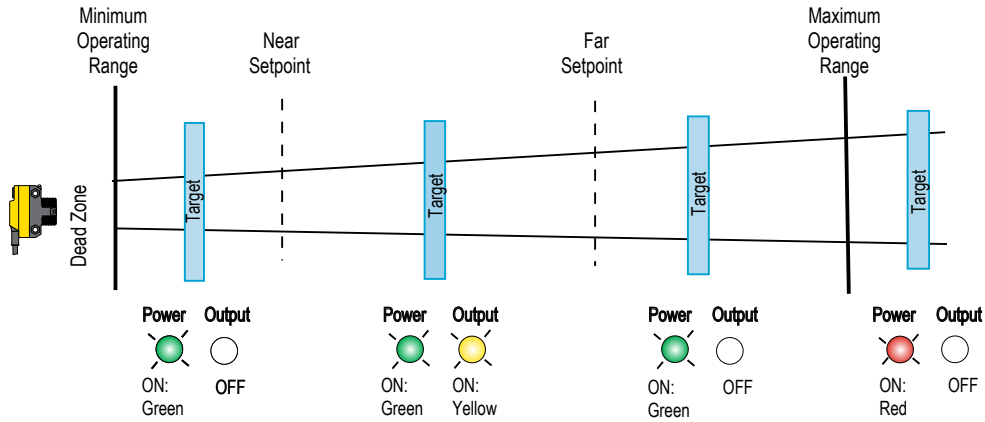 Minimum
Operating
Range
Near
Setpoint
Far
Setpoint
Maximum
Operating
Range
Dead Zone
Target
Target
Target
Target
Power Output
ON:
Green
OFF
Power Output
ON:
Green
ON:
Yellow
Power Output
ON:
Green
OFF
Power Output
ON:
Red
OFF